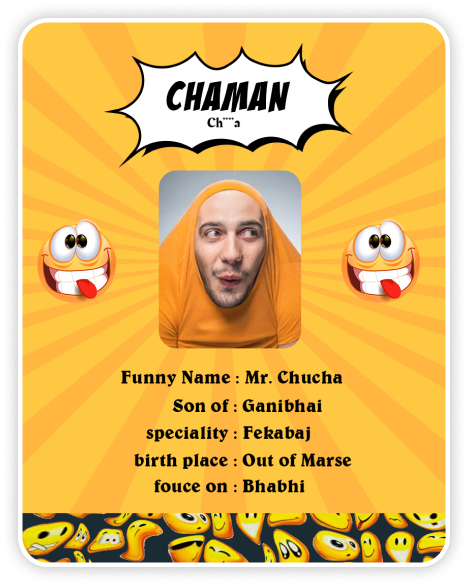 CHAMAN
Ch****a
Funny Name : Mr. Chucha
Son of : Ganibhai
speciality : Fekabaj
birth place : Out of Marse
fouce on : Bhabhi